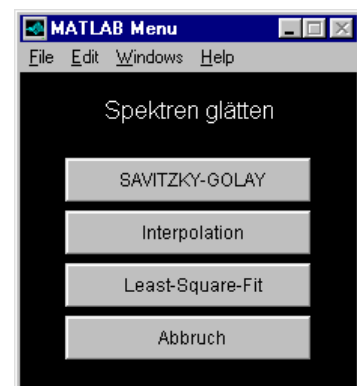 MATLAB Menu
File Edit Windows Help
Spektren glätten
SAVITZKY-GOLAY
Interpolation
Least-Square-Fit
Abbruch